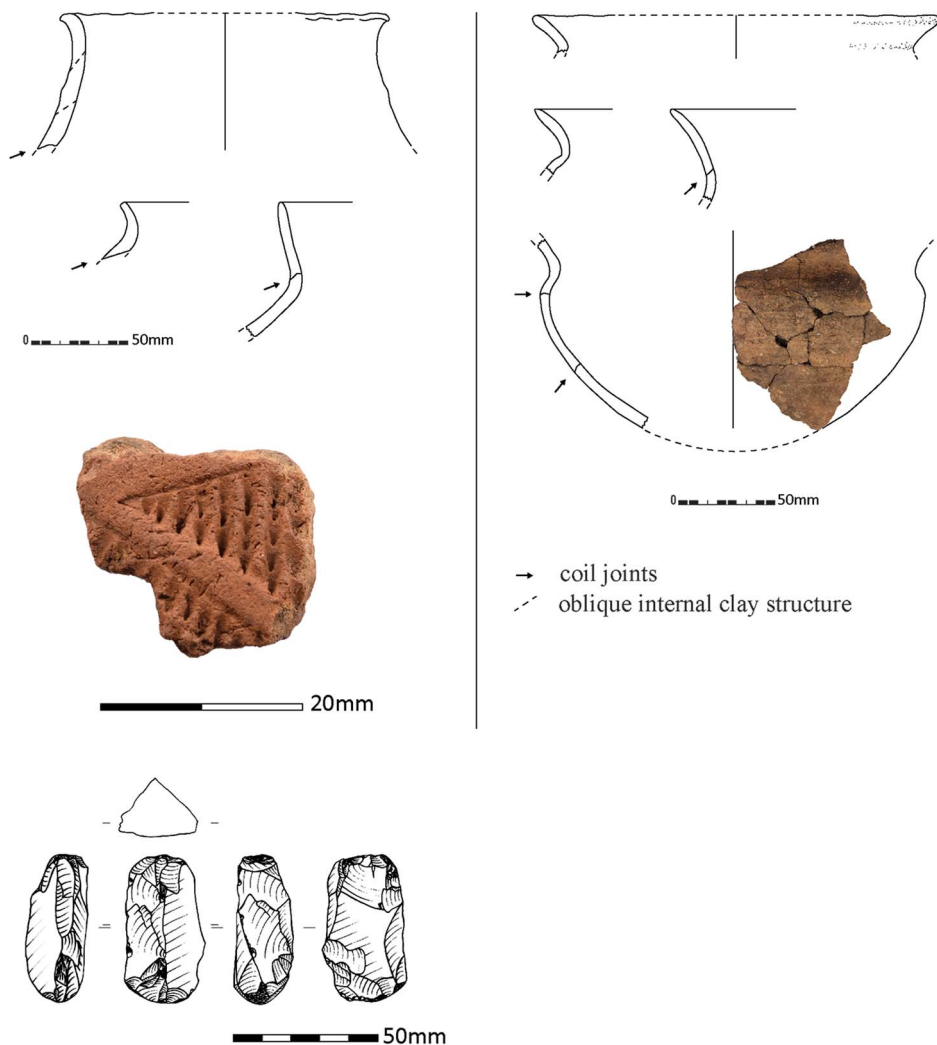 0 50mm
20mm
50mm
0 50mm
coil joints
oblique internal clay structure